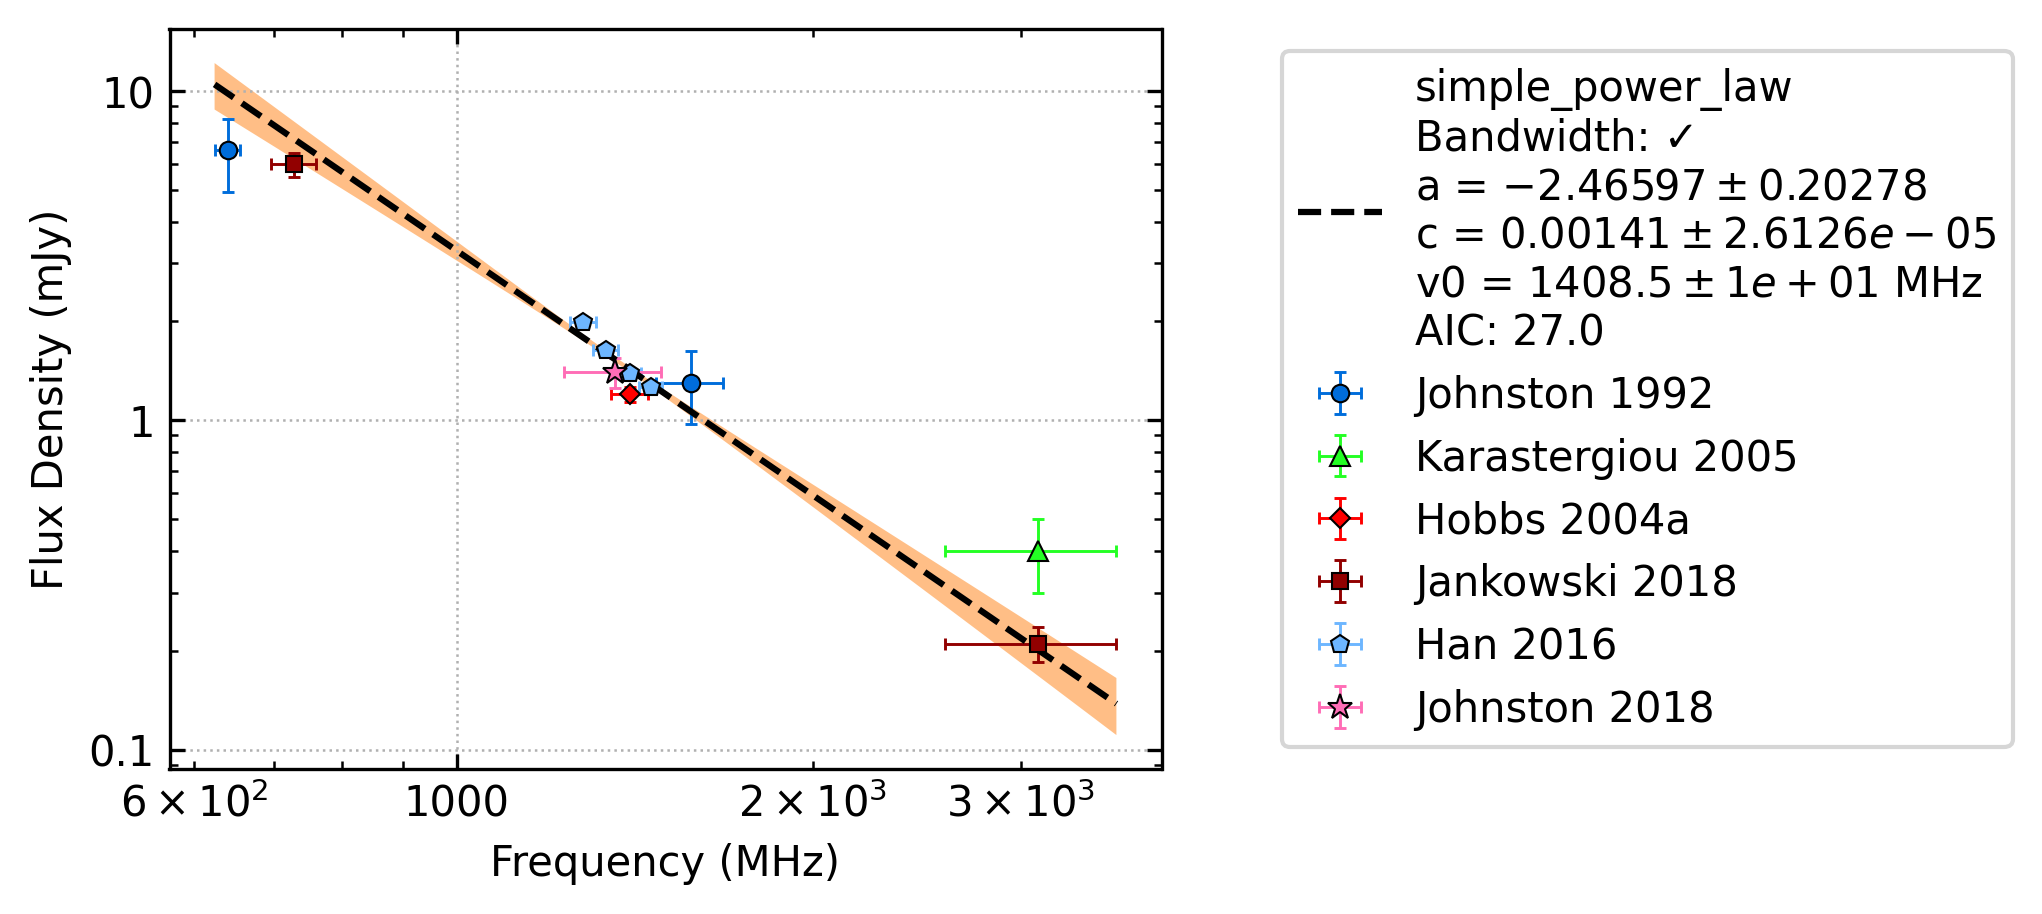 10
1
0.1
Flux Density (mJy)
6 × 10² 1000 2 × 10³ 3 × 10³
Frequency (MHz)
simple_power_law
Bandwidth: ✓
a = −2.46597 ± 0.20278
c = 0.00141 ± 2.6126e − 05
v0 = 1408.5 ± 1e + 01 MHz
AIC: 27.0
Johnston 1992
Karastergiou 2005
Hobbs 2004a
Jankowski 2018
Han 2016
Johnston 2018